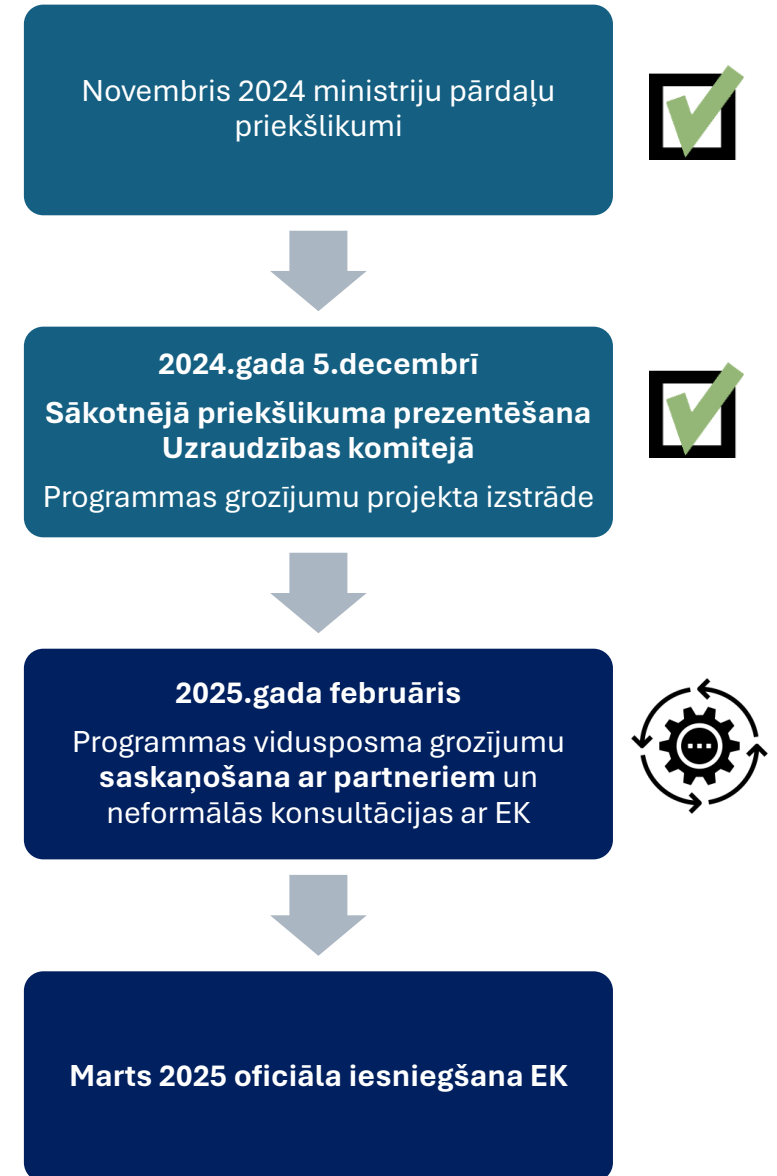 Novembris 2024 ministriju pārdaļu
priekšlikumi
2024.gada 5.decembrī
Sākotnējā priekšlikuma prezentēšana
Uzraudzības komitejā
Programmas grozījumu projekta izstrāde
2025.gada februāris
Programmas vidusposma grozījumu
saskaņošana ar partneriem un
neformālās konsultācijas ar EK
Marts 2025 oficiāla iesniegšana EK